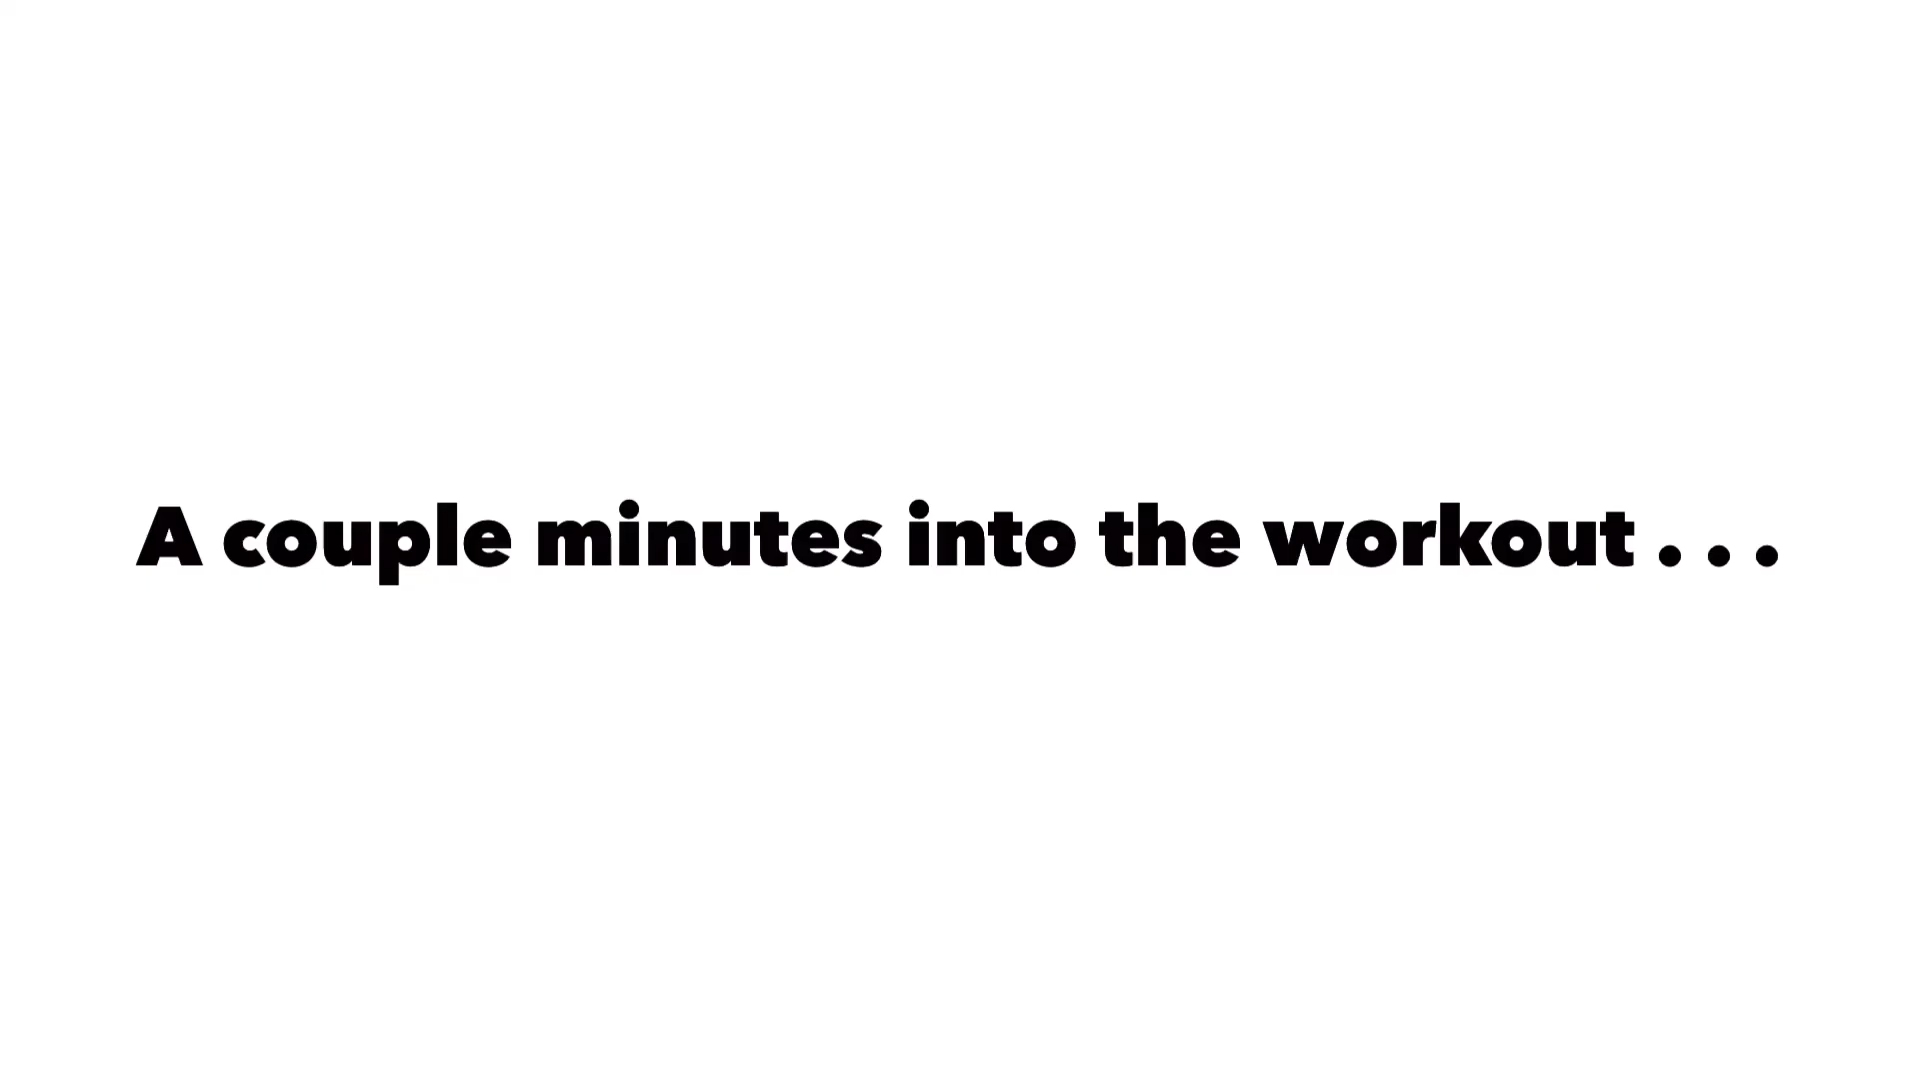 A couple minutes into the workout . . .